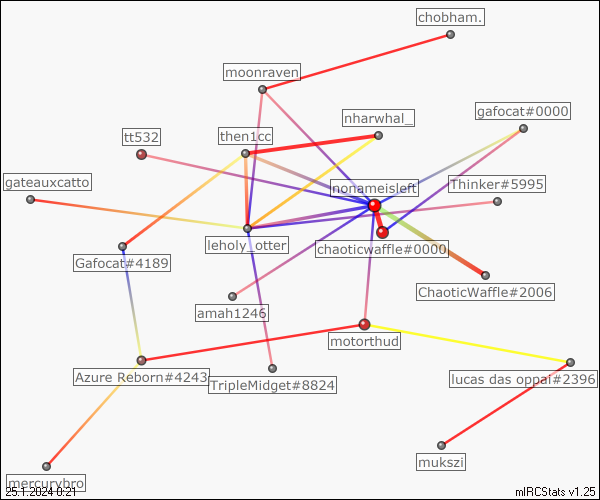 chobham.
moonraven
nharwhal_
gafocat#0000
tt532
then1cc
gateauxcatto
nonameisleft
Thinker#5995
leholy_otter
chaoticwaffle#0000
Gafocat#4189
ChaoticWaffle#2006
amah1246
motorthud
Azure Reborn#4243
TripleMidget#8824
lucas das oppai#2396
mukszi
mercurybro
25.1.2024 0:21
mIRCStats v1.25